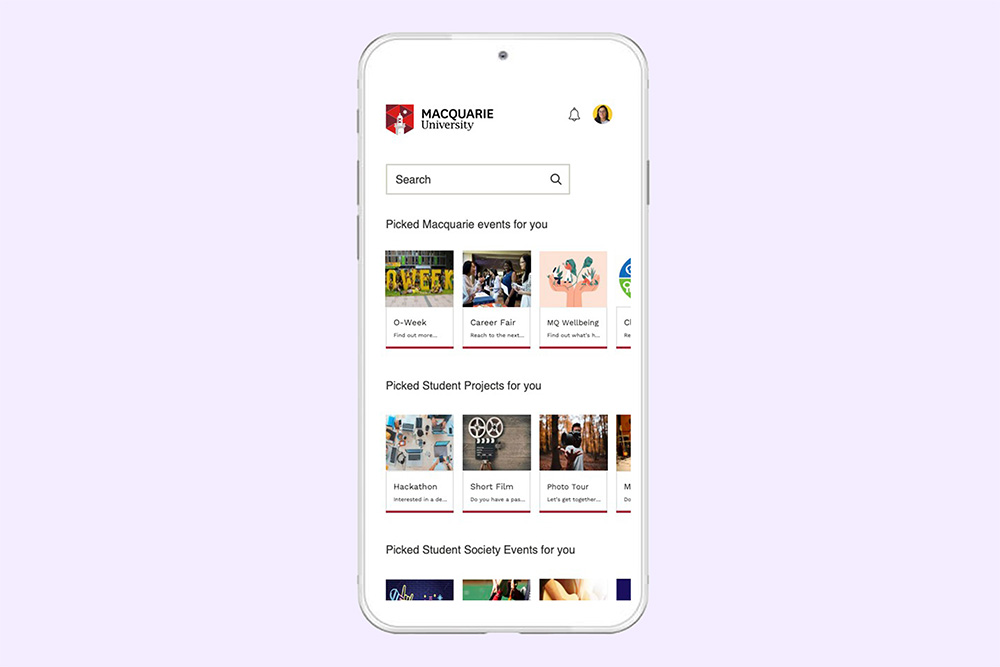 MACQUARIE
University
Search
Picked Macquarie events for you
OWEEK
O-Week
Find out more...
Career Fair
Reach to the next...
MQ Wellbeing
Find out what's h...
Picked Student Projects for you
Hackathon
Interested in a de...
Short Film
Do you have a pas...
Photo Tour
Let's get together...
M
Do
Picked Student Society Events for you